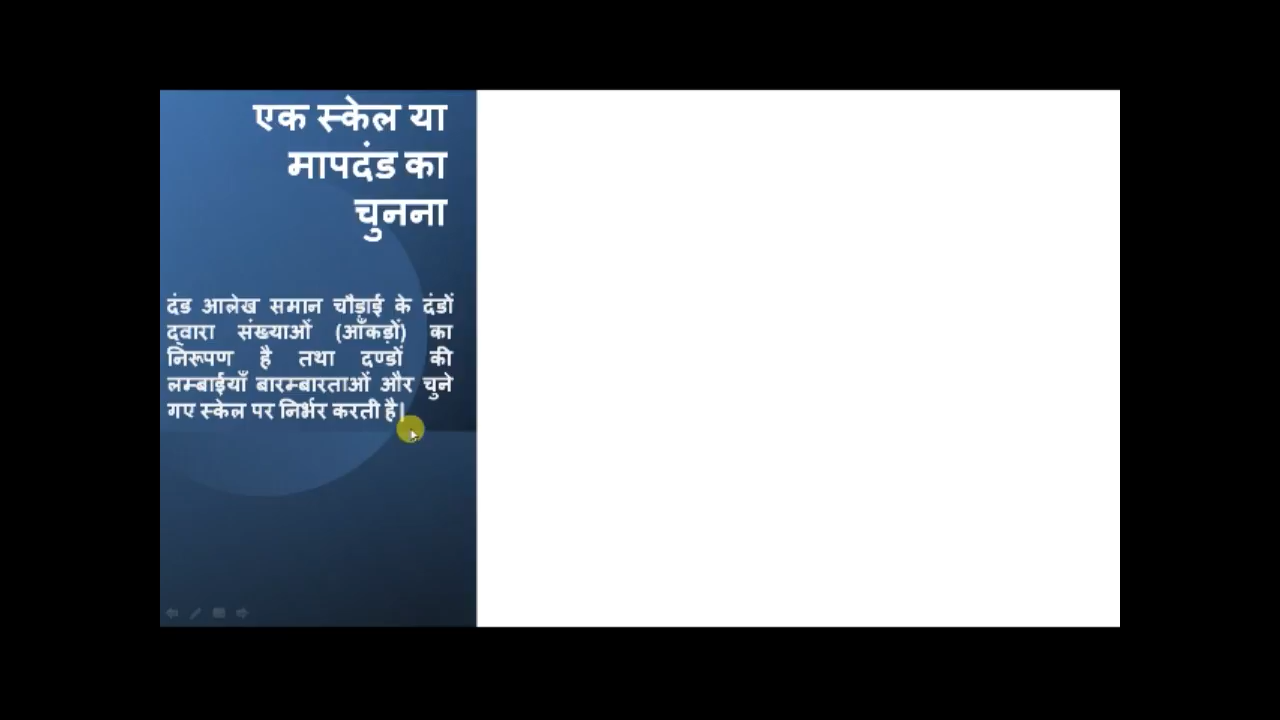 एक स्केल या
मापदंड का
चुनना
दंड आलेख समान चौड़ाई के दंडों
द्वारा संख्याओं (आँकड़ों) का
निरूपण है तथा दण्डों की
लम्बाईयाँ बारम्बारताओं और चुने
गए स्केल पर निर्भर करती है|